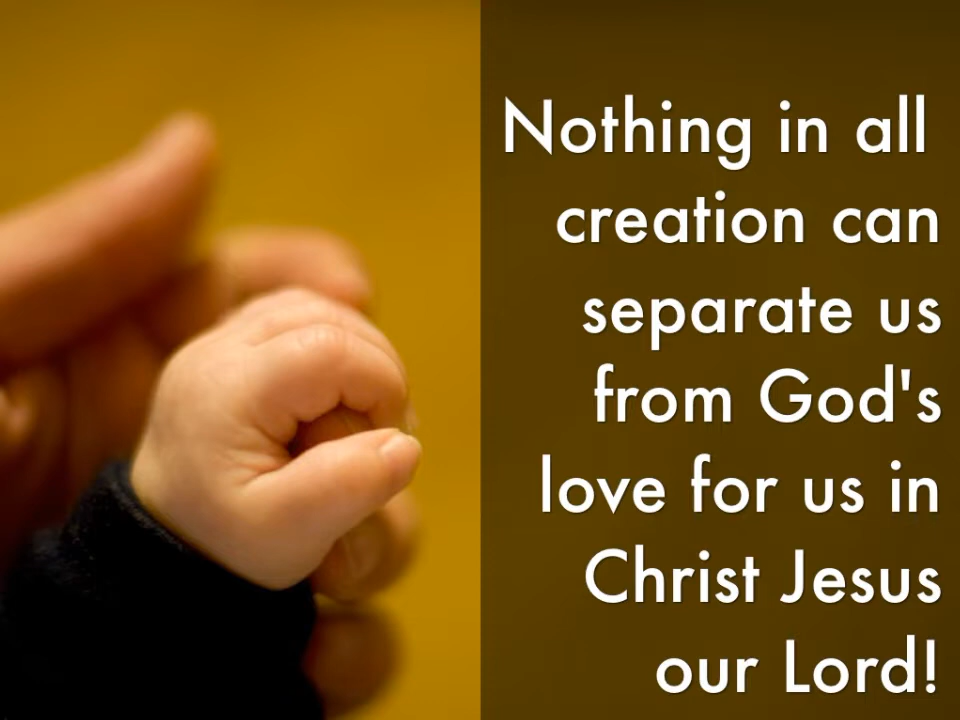 Nothing in all
creation can
separate us
from God's
love for us in
Christ Jesus
our Lord!